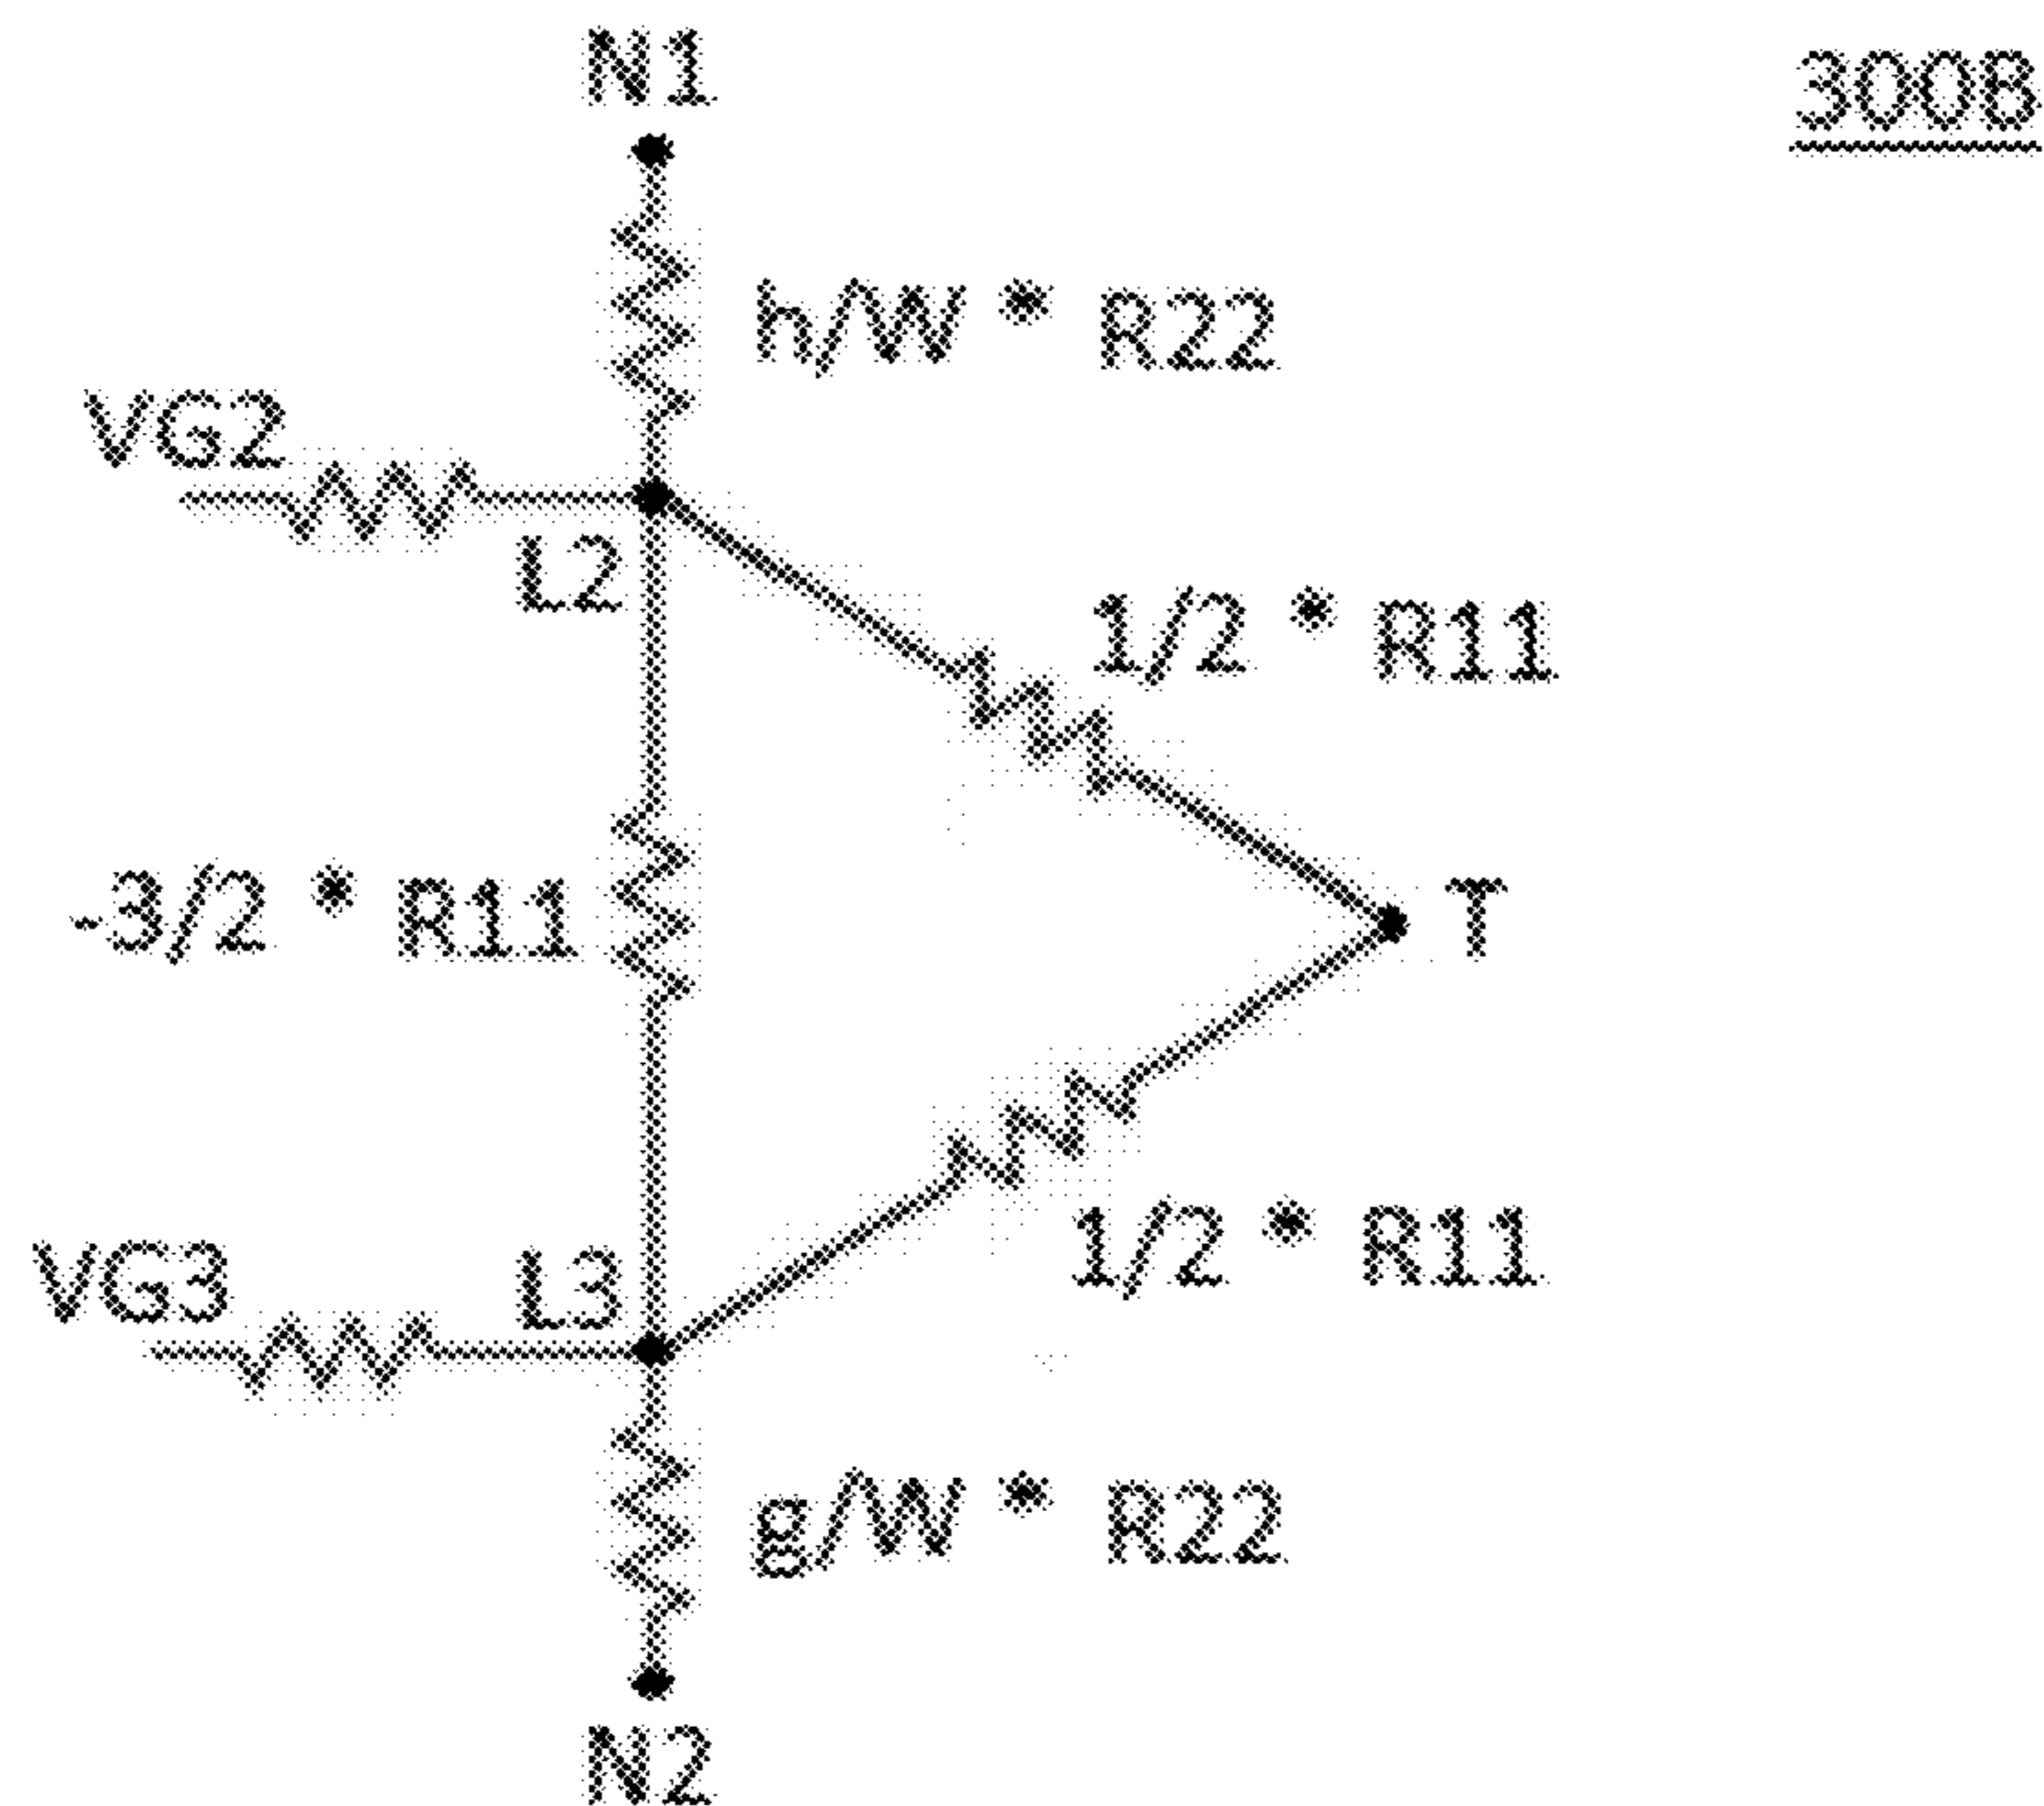 N1
300B
h/W * R22
VG2
L2
1/2 * R11
-3/2 * R11
T
VG3
L3
1/2 * R11
g/W * R22
N2